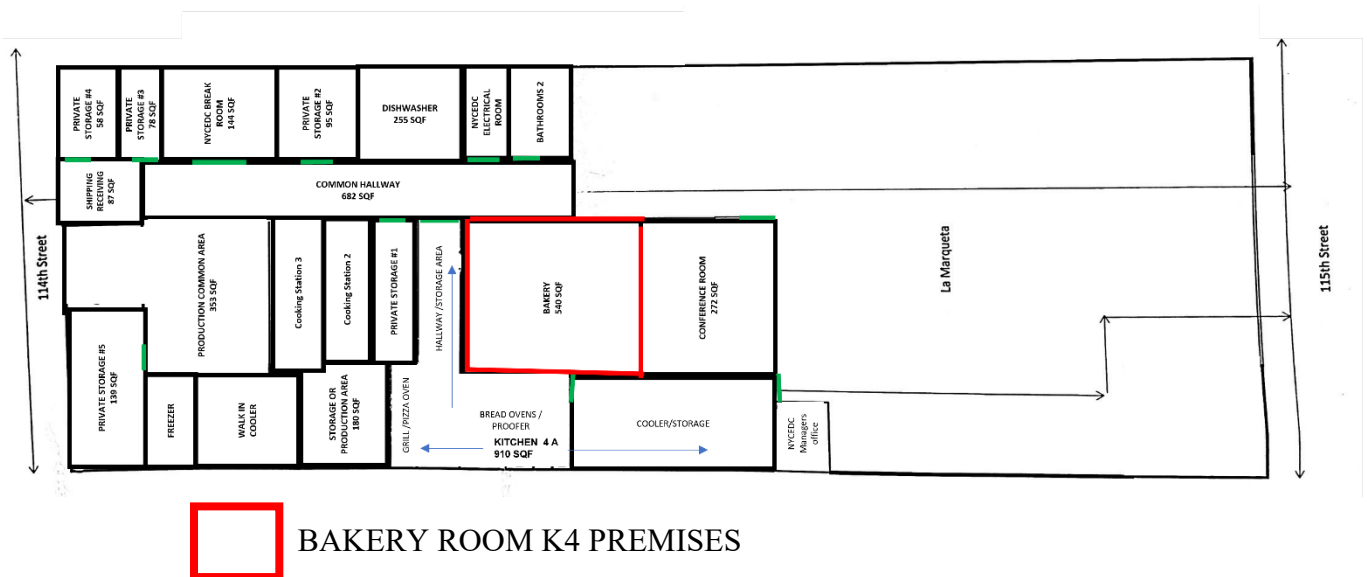 PRIVATE
STORAGE #4
58 SQF
PRIVATE
STORAGE #3
78 SQF
NYCEDC BREAK
ROOM
144 SQF
PRIVATE
STORAGE #2
95 SQF
DISHWASHER
255 SQF
NYCEDC
ELECTRICAL
ROOM
BATHROOMS 2
SHIPPING
RECEIVING
87 SQF
COMMON HALLWAY
682 SQF
114th Street
PRODUCTION COMMON AREA
353 SQF
Cooking Station 3
Cooking Station 2
PRIVATE STORAGE #1
HALLWAY /STORAGE AREA
BAKERY
540 SQF
CONFERENCE ROOM
272 SQF
La Marqueta
115th Street
PRIVATE STORAGE #5
139 SQF
FREEZER
WALK IN
COOLER
STORAGE OR
PRODUCTION AREA
180 SQF
GRILL /PIZZA OVEN
BREAD OVENS /
PROOFER
KITCHEN 4 A
910 SQF
COOLER/STORAGE
NYCEDC
Managers
office
BAKERY ROOM K4 PREMISES